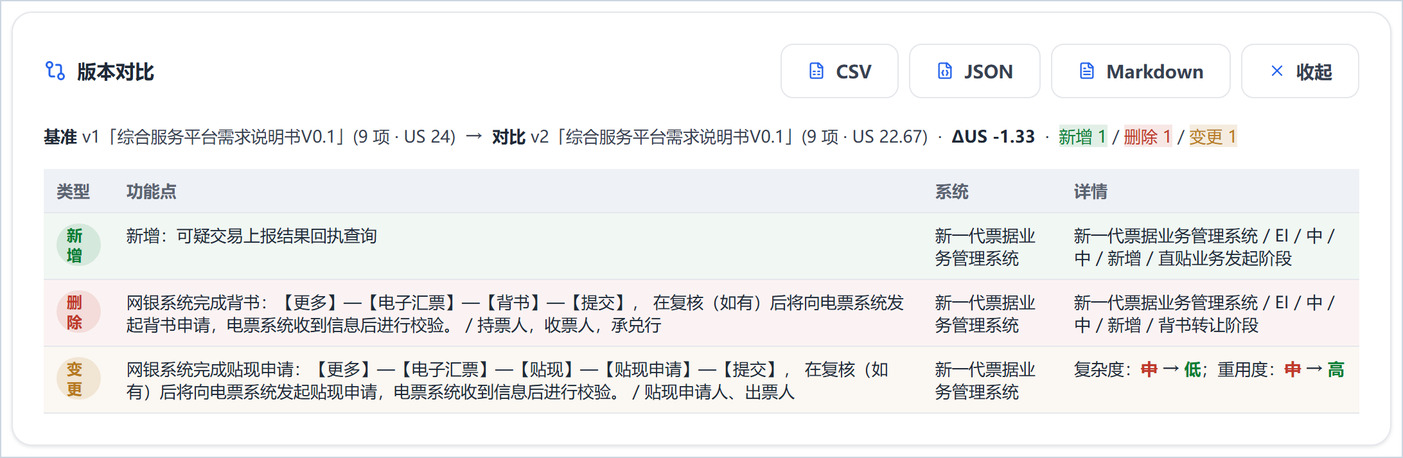 版本对比
CSV
JSON
Markdown
收起
基准 v1「综合服务平台需求说明书V0.1」(9 项 · US 24) → 对比 v2「综合服务平台需求说明书V0.1」(9 项 · US 22.67) · ΔUS -1.33 · 新增 1 / 删除 1 / 变更 1
类型 功能点 系统 详情
新
增
新增：可疑交易上报结果回执查询
新一代票据业
务管理系统
新一代票据业务管理系统 / EI / 中 /
中 / 新增 / 直贴业务发起阶段
删
除
网银系统完成背书：【更多】—【电子汇票】—【背书】—【提交】， 在复核（如有）后将向电票系统发
起背书申请，电票系统收到信息后进行校验。 / 持票人，收票人，承兑行
新一代票据业
务管理系统
新一代票据业务管理系统 / EI / 中 /
中 / 新增 / 背书转让阶段
变
更
网银系统完成贴现申请：【更多】—【电子汇票】—【贴现】—【贴现申请】—【提交】， 在复核（如
有）后将向电票系统发起贴现申请，电票系统收到信息后进行校验。 / 贴现申请人、出票人
新一代票据业
务管理系统
复杂度：中 → 低；重用度：中 → 高